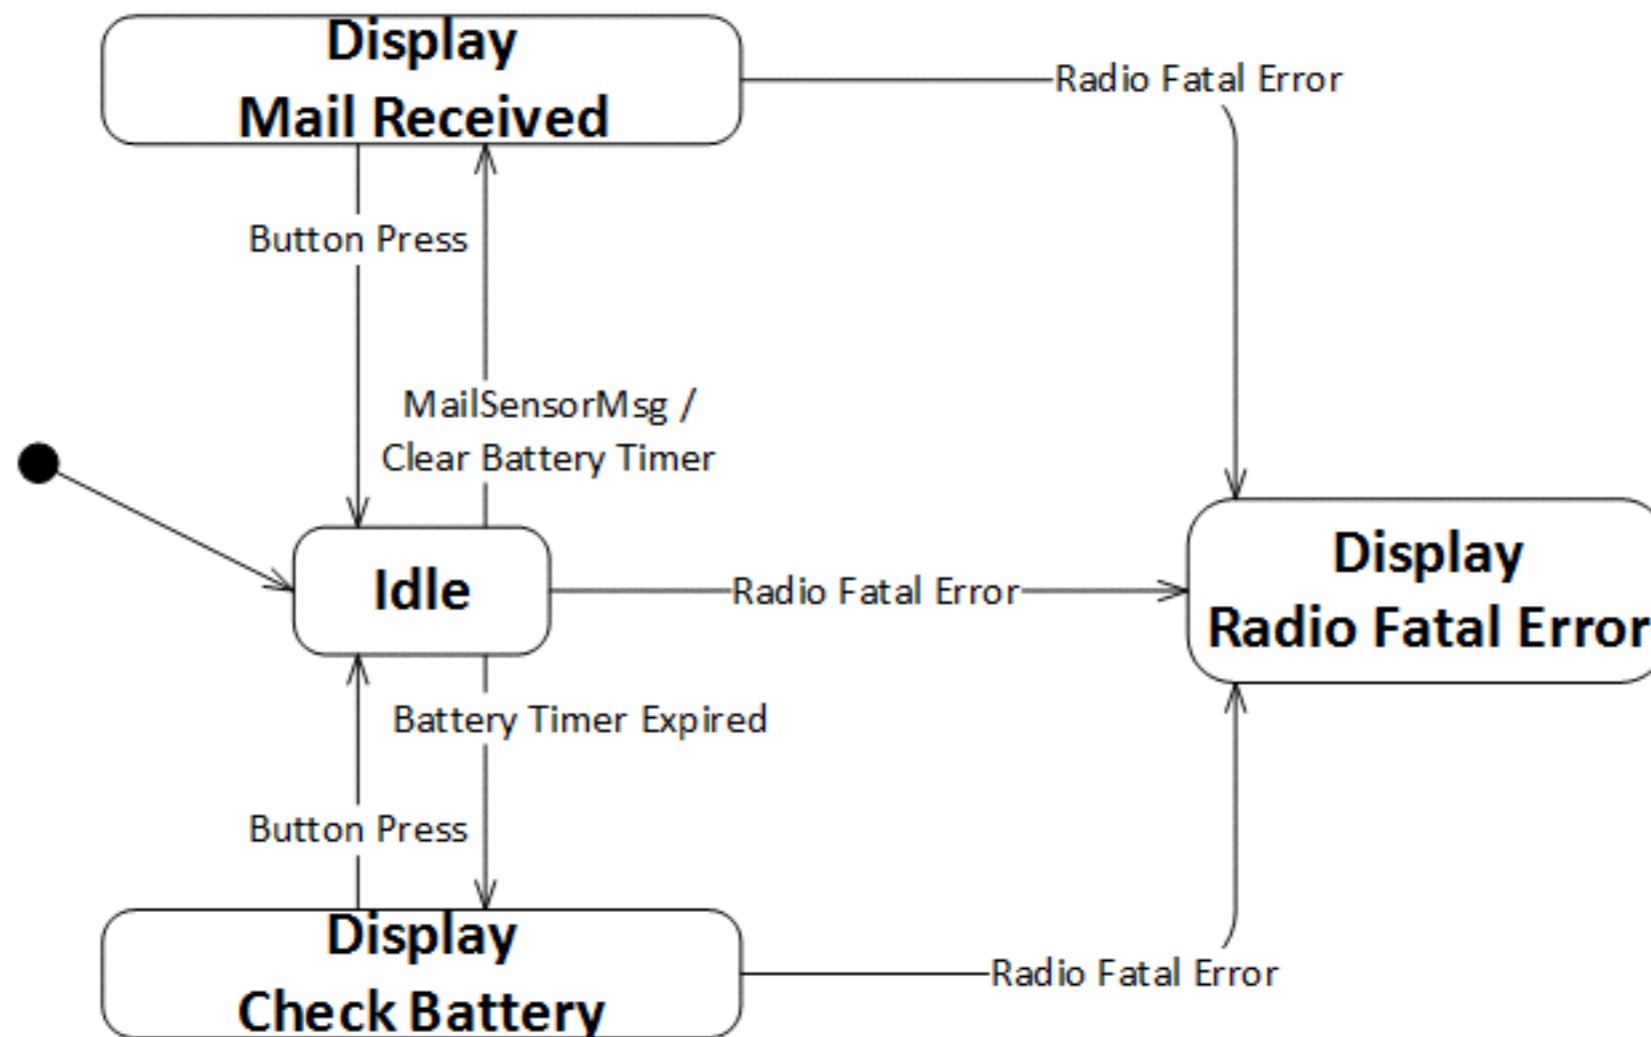 Display
Mail Received
Radio Fatal Error
Button Press
MailSensorMsg /
Clear Battery Timer
Idle
Radio Fatal Error
Display
Radio Fatal Error
Battery Timer Expired
Button Press
Display
Check Battery
Radio Fatal Error